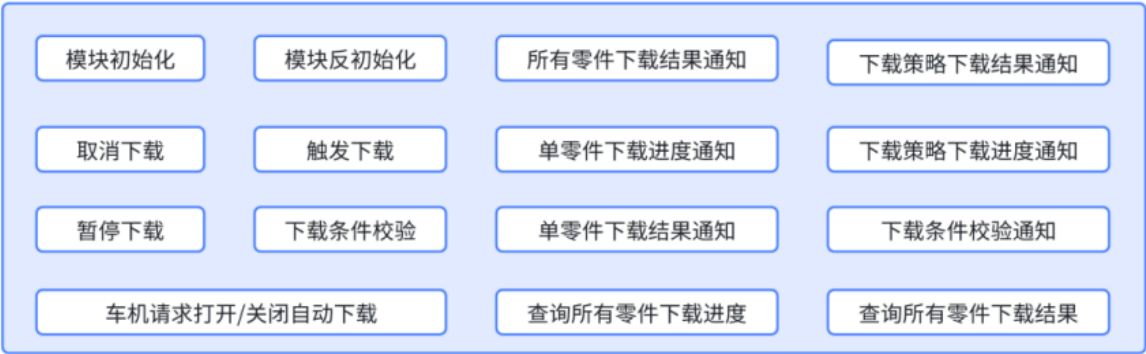 模块初始化
模块反初始化
所有零件下载结果通知
下载策略下载结果通知
取消下载
触发下载
单零件下载进度通知
下载策略下载进度通知
暂停下载
下载条件校验
单零件下载结果通知
下载条件校验通知
车机请求打开/关闭自动下载
查询所有零件下载进度
查询所有零件下载结果